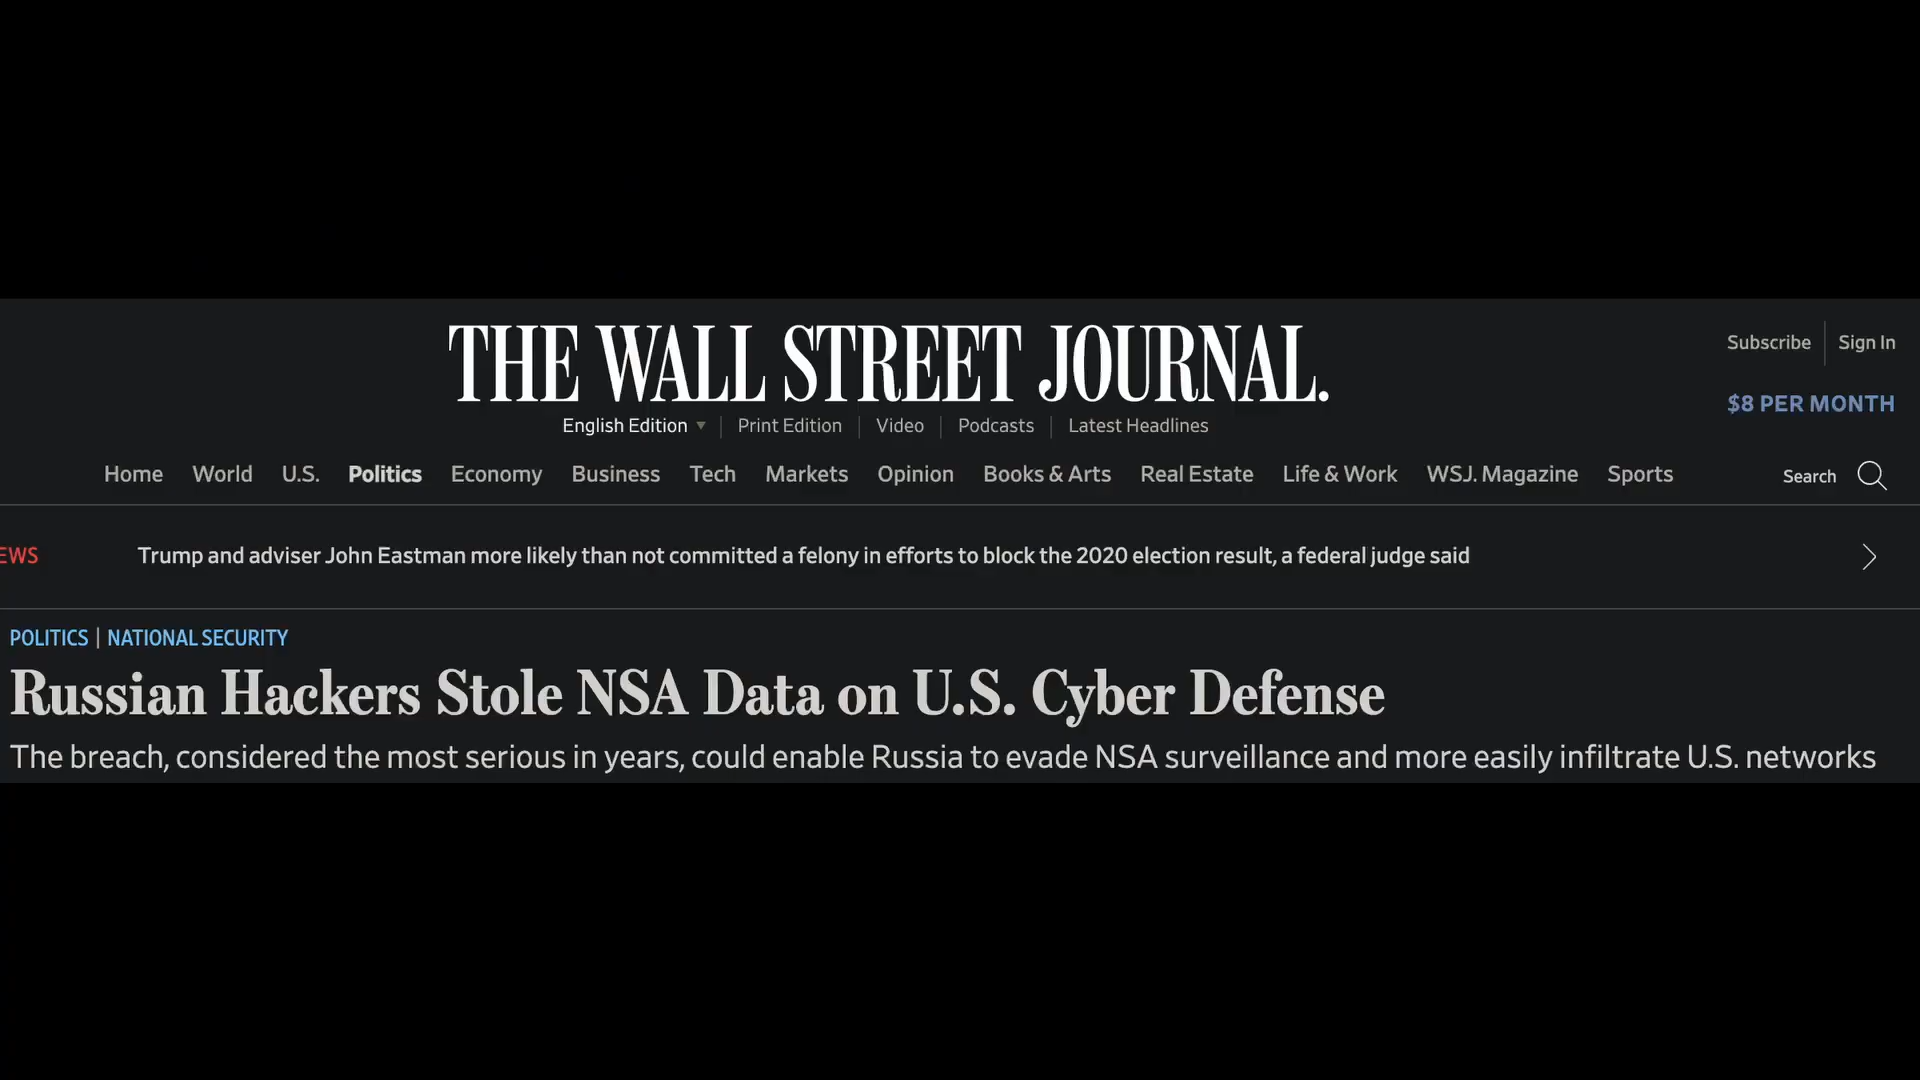 THE WALL STREET JOURNAL.
Subscribe | Sign In
$8 PER MONTH
English Edition ▼ | Print Edition | Video | Podcasts | Latest Headlines
Home World U.S. Politics Economy Business Tech Markets Opinion Books & Arts Real Estate Life & Work WSJ. Magazine Sports Search
EWS Trump and adviser John Eastman more likely than not committed a felony in efforts to block the 2020 election result, a federal judge said
POLITICS | NATIONAL SECURITY
Russian Hackers Stole NSA Data on U.S. Cyber Defense
The breach, considered the most serious in years, could enable Russia to evade NSA surveillance and more easily infiltrate U.S. networks